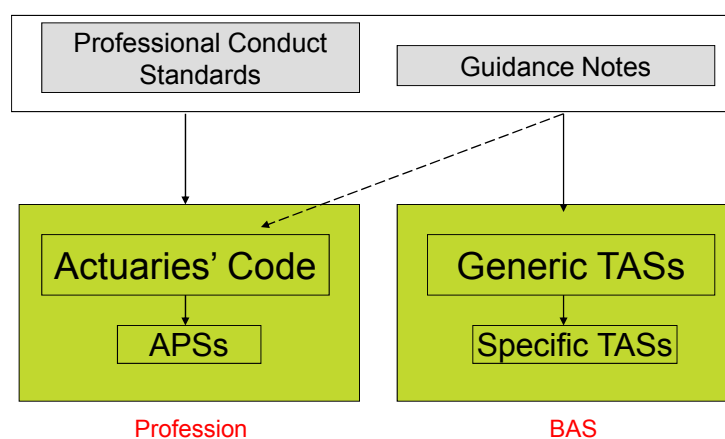 Professional Conduct
Standards
Guidance Notes
Actuaries’ Code
Generic TASs
APSs
Specific TASs
Profession
BAS